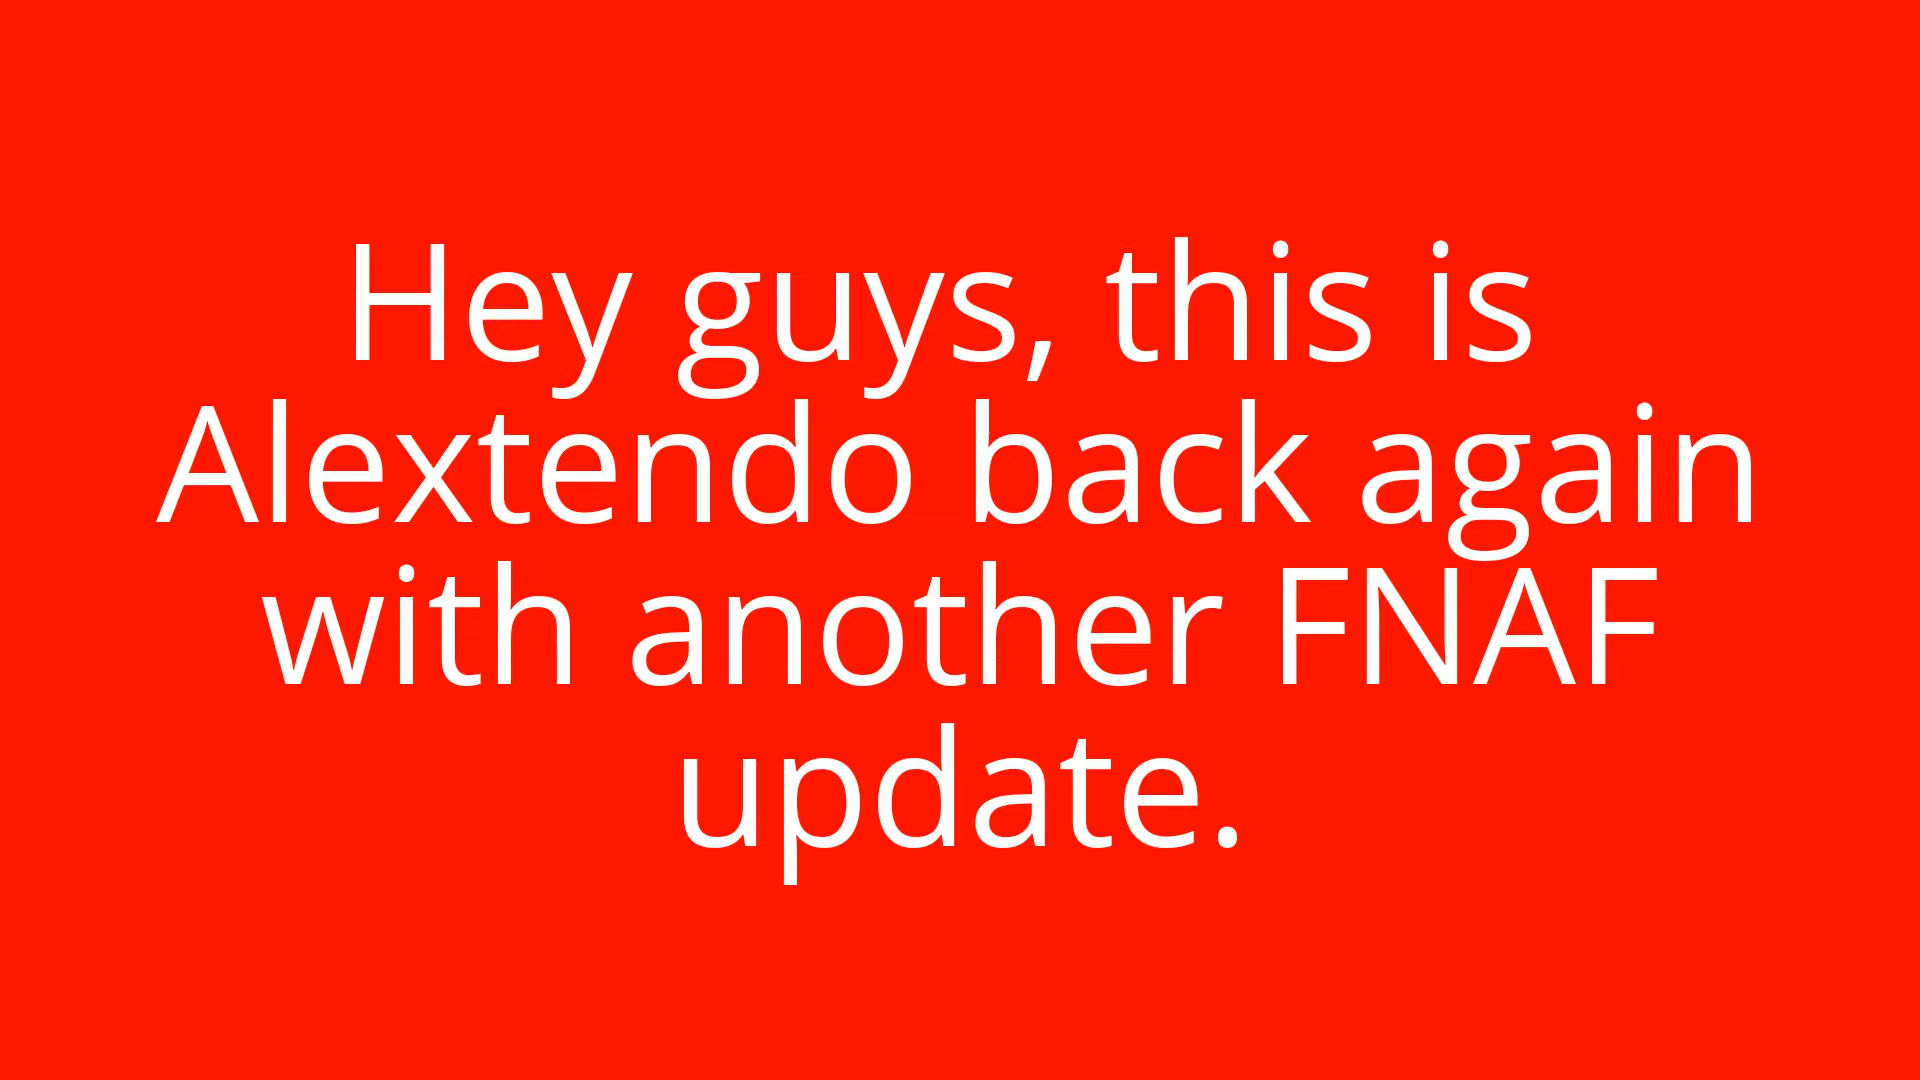 Hey guys, this is
Alextendo back again
with another FNAF
update.